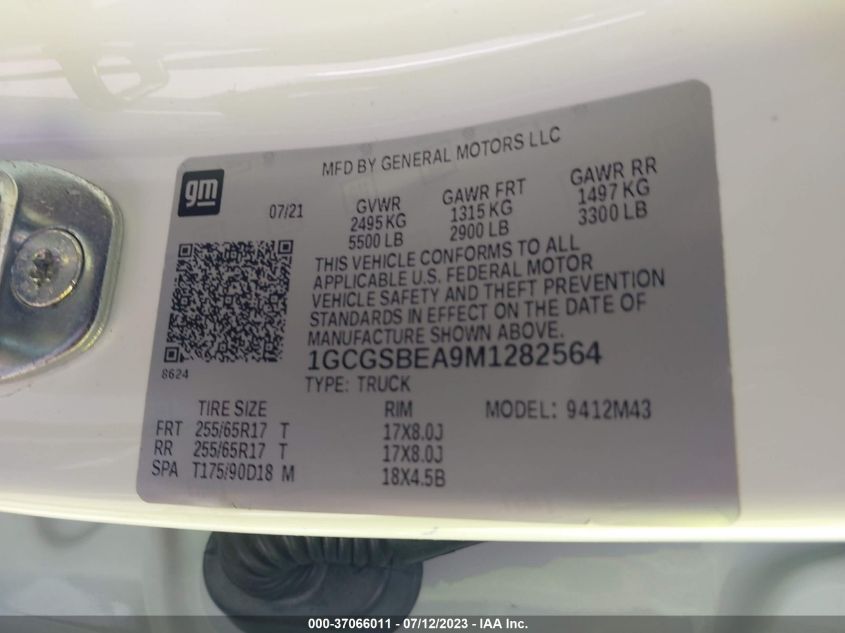 MFD BY GENERAL MOTORS LLC
gm
07/21
GVWR
2495 KG
5500 LB
GAWR FRT
1315 KG
2900 LB
GAWR RR
1497 KG
3300 LB
THIS VEHICLE CONFORMS TO ALL
APPLICABLE U.S. FEDERAL MOTOR
VEHICLE SAFETY AND THEFT PREVENTION
STANDARDS IN EFFECT ON THE DATE OF
MANUFACTURE SHOWN ABOVE.
8624
1GCGSBEA9M1282564
TYPE: TRUCK
TIRE SIZE RIM MODEL: 9412M43
FRT 255/65R17 T 17X8.0J
RR 255/65R17 T 17X8.0J
SPA T175/90D18 M 18X4.5B
000-37066011 - 07/12/2023 - IAA Inc.